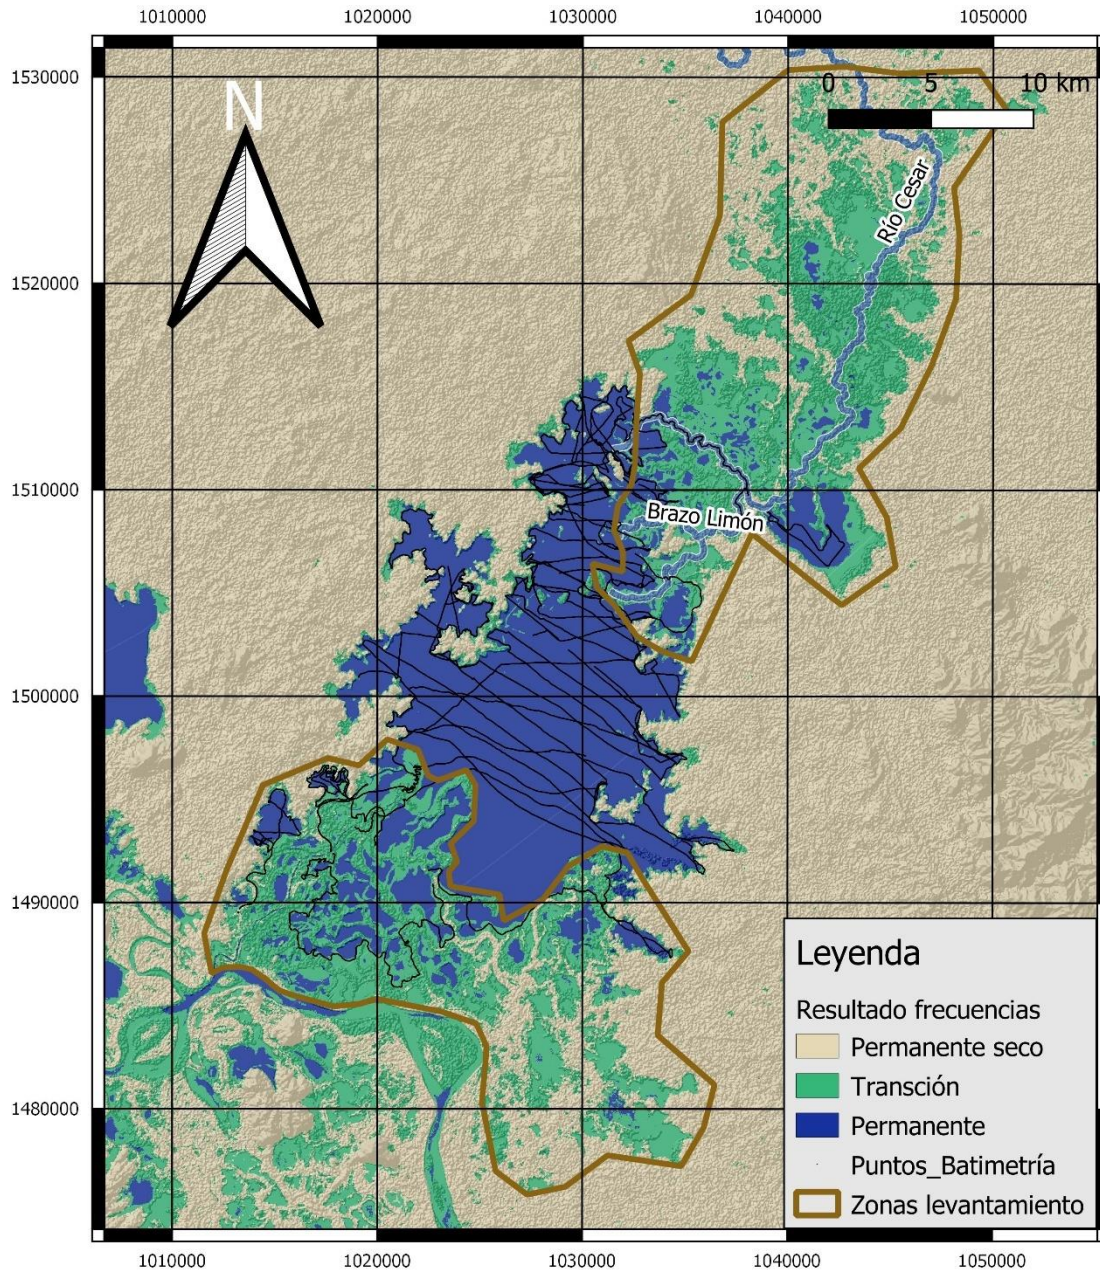 1010000 1020000 1030000 1040000 1050000
1530000
N
0 5 10 km
Río Cesar
1520000
1510000
Brazo Limón
1500000
1490000
Leyenda
Resultado frecuencias
Permanente seco
Transción
Permanente
Puntos_Batimetría
Zonas levantamiento
1480000
1010000 1020000 1030000 1040000 1050000